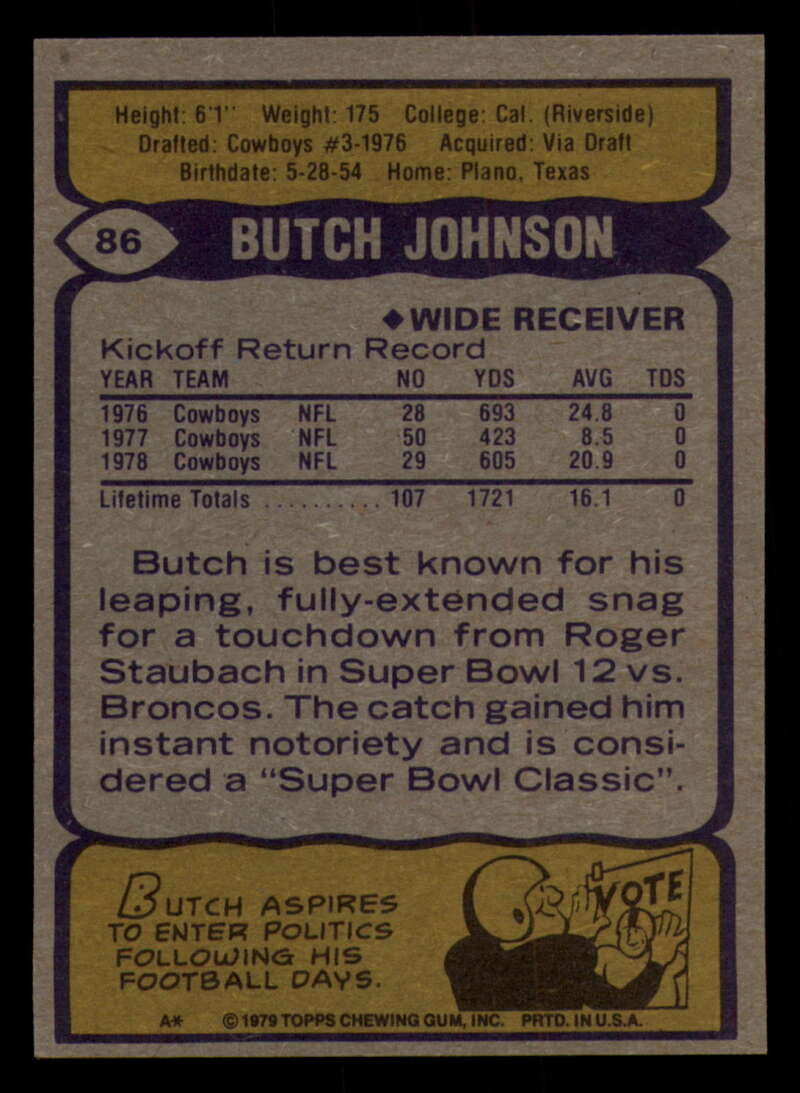 Height: 6'1" Weight: 175 College: Cal. (Riverside)
Drafted: Cowboys #3-1976 Acquired: Via Draft
Birthdate: 5-28-54 Home: Plano, Texas
86 BUTCH JOHNSON
◆WIDE RECEIVER
Kickoff Return Record
YEAR TEAM NO YDS AVG TDS
1976 Cowboys NFL 28 693 24.8 0
1977 Cowboys NFL 50 423 8.5 0
1978 Cowboys NFL 29 605 20.9 0
Lifetime Totals .......... 107 1721 16.1 0
Butch is best known for his
leaping, fully-extended snag
for a touchdown from Roger
Staubach in Super Bowl 12 vs.
Broncos. The catch gained him
instant notoriety and is consi-
dered a "Super Bowl Classic".
VOTE
BUTCH ASPIRES
TO ENTER POLITICS
FOLLOWING HIS
FOOTBALL DAYS.
A* ©1979 TOPPS CHEWING GUM, INC. PRTD. IN U.S.A.